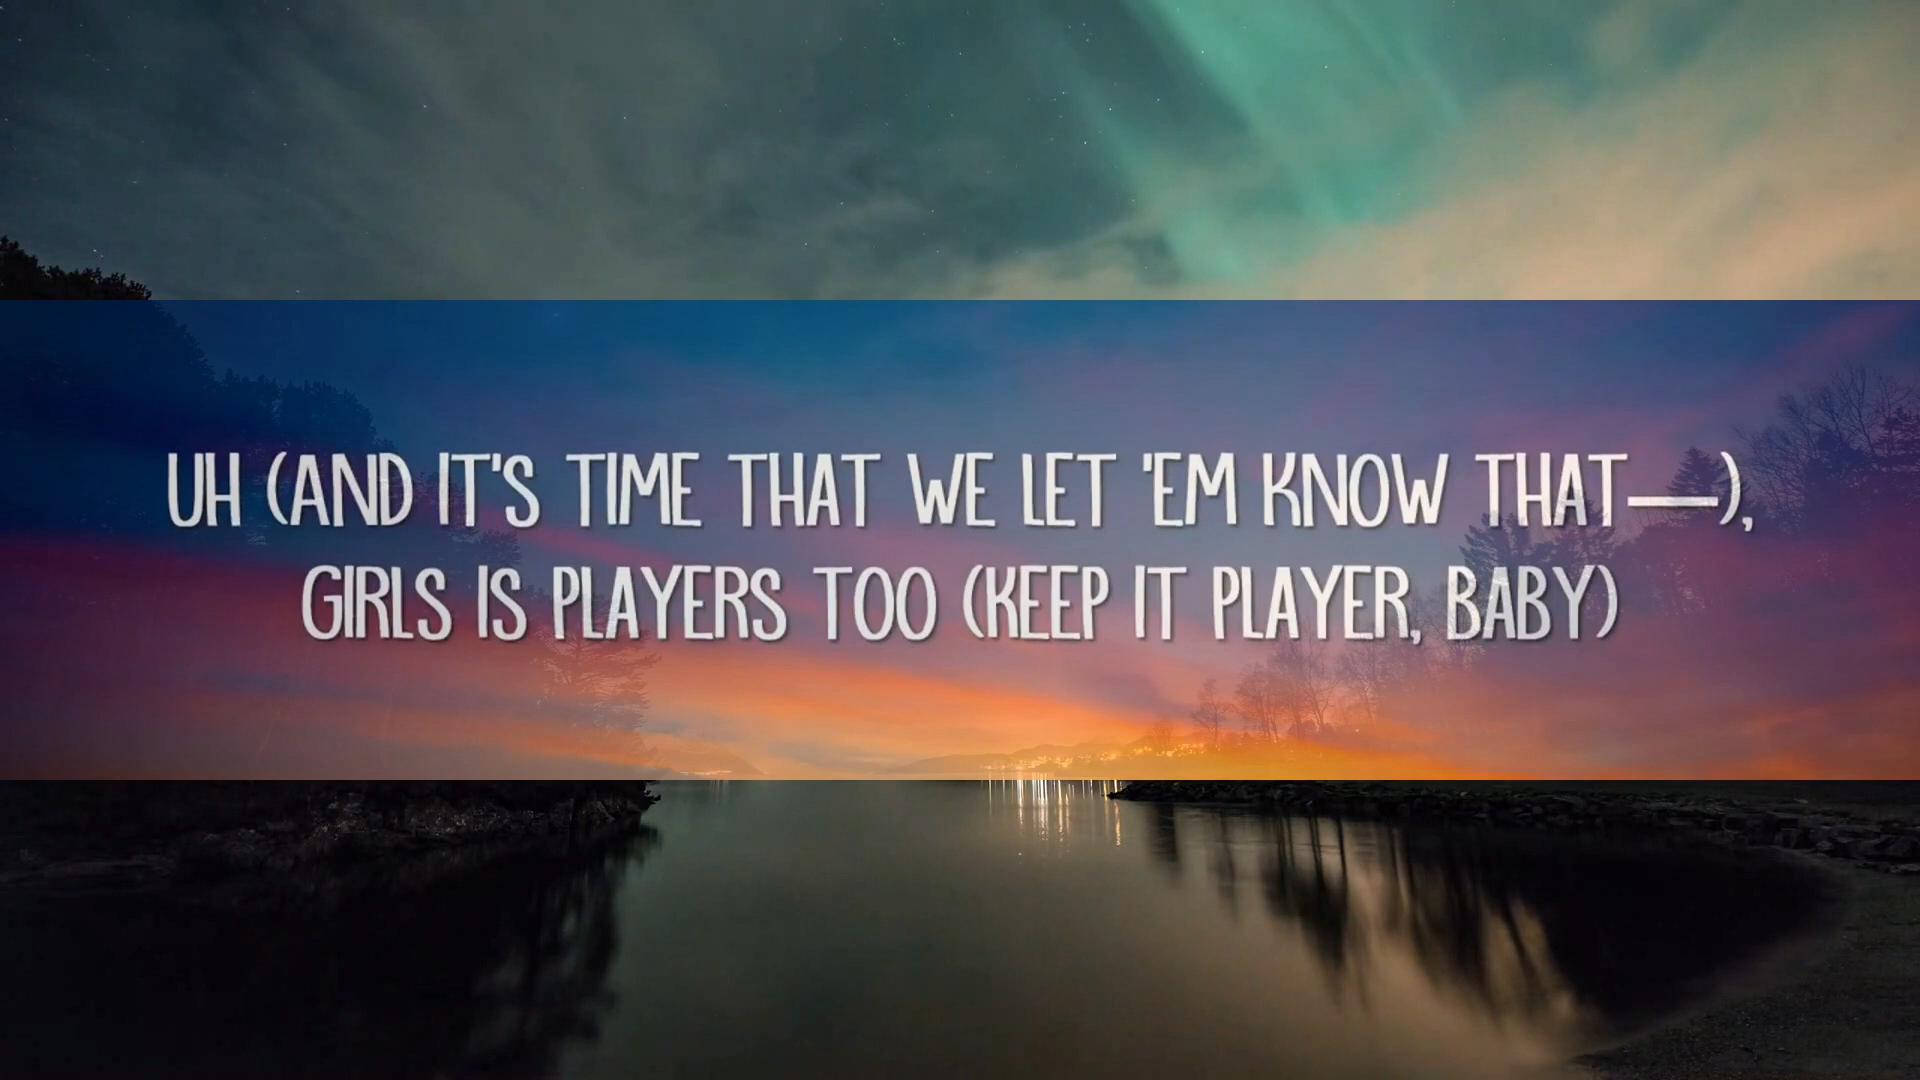 UH (AND IT'S TIME THAT WE LET 'EM KNOW THAT—),
GIRLS IS PLAYERS TOO (KEEP IT PLAYER, BABY)